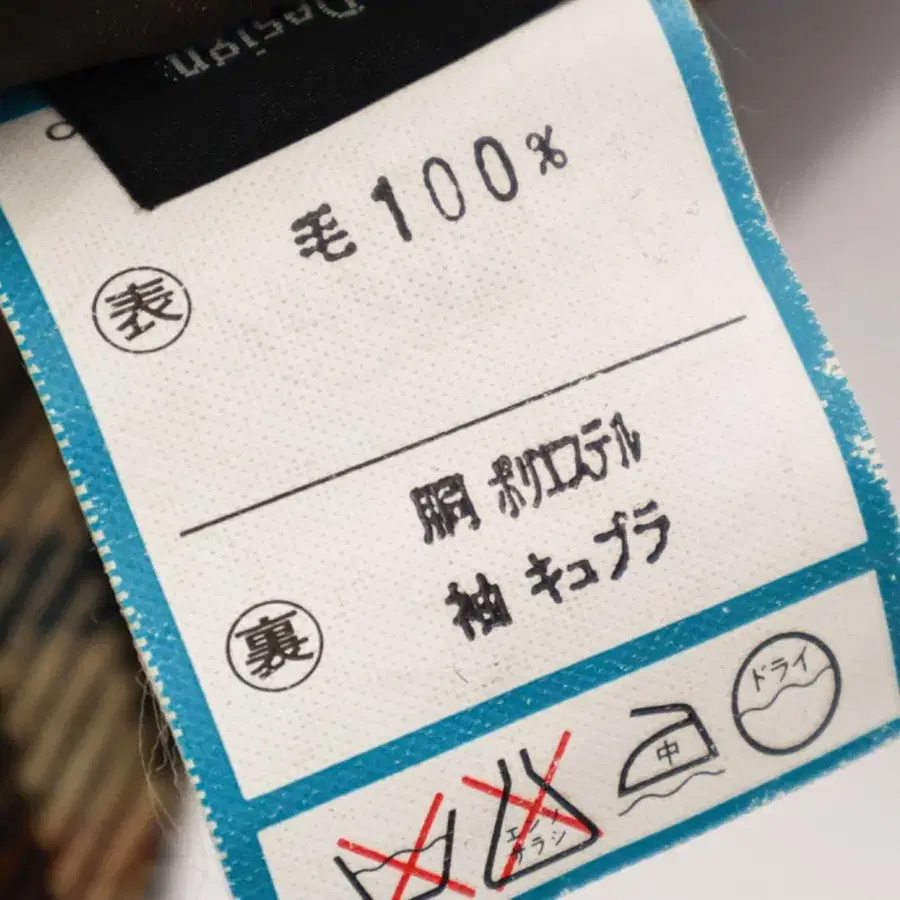 Design
毛100%
表
胴 ポリエステル
袖 キュプラ
裏
ドライ
中
エンソ
サラシ